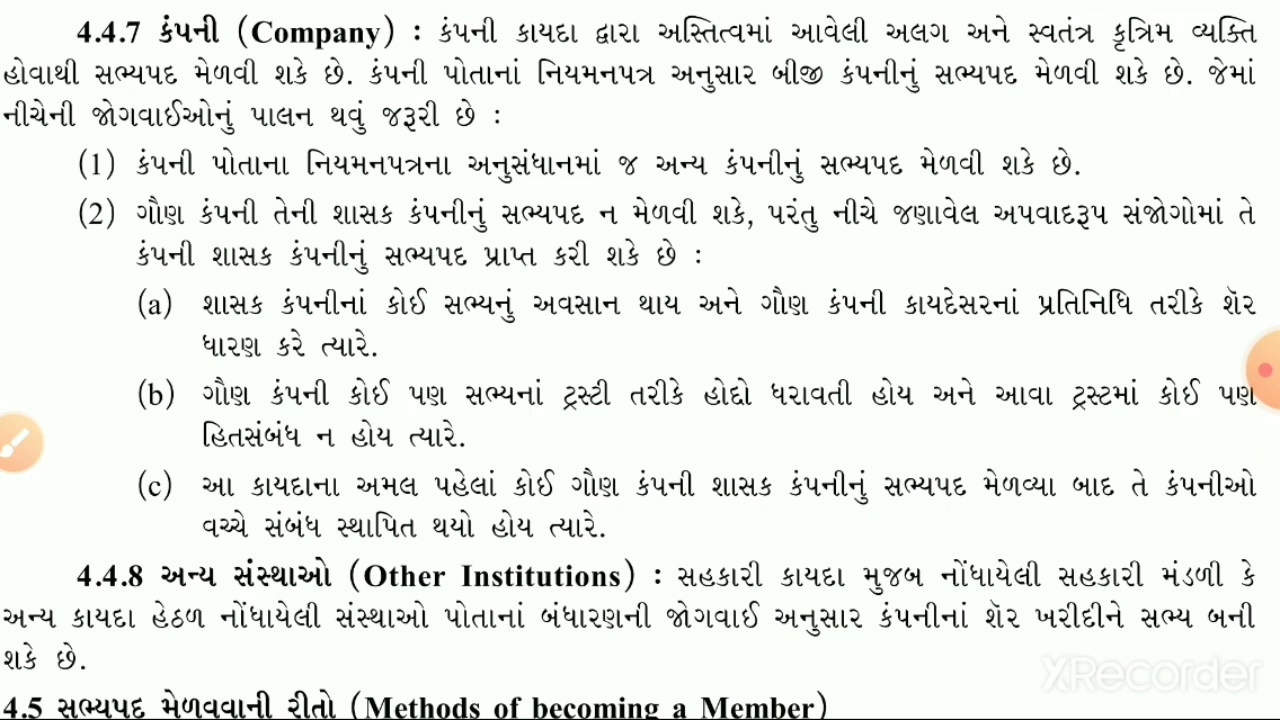 4.4.7 કંપની (Company) : કંપની કાયદા દ્વારા અસ્તિત્વમાં આવેલી અલગ અને સ્વતંત્ર કૃત્રિમ વ્યક્તિ
હોવાથી સભ્યપદ મેળવી શકે છે. કંપની પોતાનાં નિયમનપત્ર અનુસાર બીજી કંપનીનું સભ્યપદ મેળવી શકે છે. જેમાં
નીચેની જોગવાઈઓનું પાલન થવું જરૂરી છે :
(1) કંપની પોતાના નિયમનપત્રના અનુસંધાનમાં જ અન્ય કંપનીનું સભ્યપદ મેળવી શકે છે.
(2) ગૌણ કંપની તેની શાસક કંપનીનું સભ્યપદ ન મેળવી શકે, પરંતુ નીચે જણાવેલ અપવાદરૂપ સંજોગોમાં તે
કંપની શાસક કંપનીનું સભ્યપદ પ્રાપ્ત કરી શકે છે :
(a) શાસક કંપનીનાં કોઈ સભ્યનું અવસાન થાય અને ગૌણ કંપની કાયદેસરનાં પ્રતિનિધિ તરીકે શૅર
ધારણ કરે ત્યારે.
(b) ગૌણ કંપની કોઈ પણ સભ્યનાં ટ્રસ્ટી તરીકે હોદ્દો ધરાવતી હોય અને આવા ટ્રસ્ટમાં કોઈ પણ
હિતસંબંધ ન હોય ત્યારે.
(c) આ કાયદાના અમલ પહેલાં કોઈ ગૌણ કંપની શાસક કંપનીનું સભ્યપદ મેળવ્યા બાદ તે કંપનીઓ
વચ્ચે સંબંધ સ્થાપિત થયો હોય ત્યારે.
4.4.8 અન્ય સંસ્થાઓ (Other Institutions) : સહકારી કાયદા મુજબ નોંધાયેલી સહકારી મંડળી કે
અન્ય કાયદા હેઠળ નોંધાયેલી સંસ્થાઓ પોતાનાં બંધારણની જોગવાઈ અનુસાર કંપનીનાં શૅર ખરીદીને સભ્ય બની
શકે છે.
XRecorder
4.5 સભ્યપદ મેળવવાની રીતો (Methods of becoming a Member)